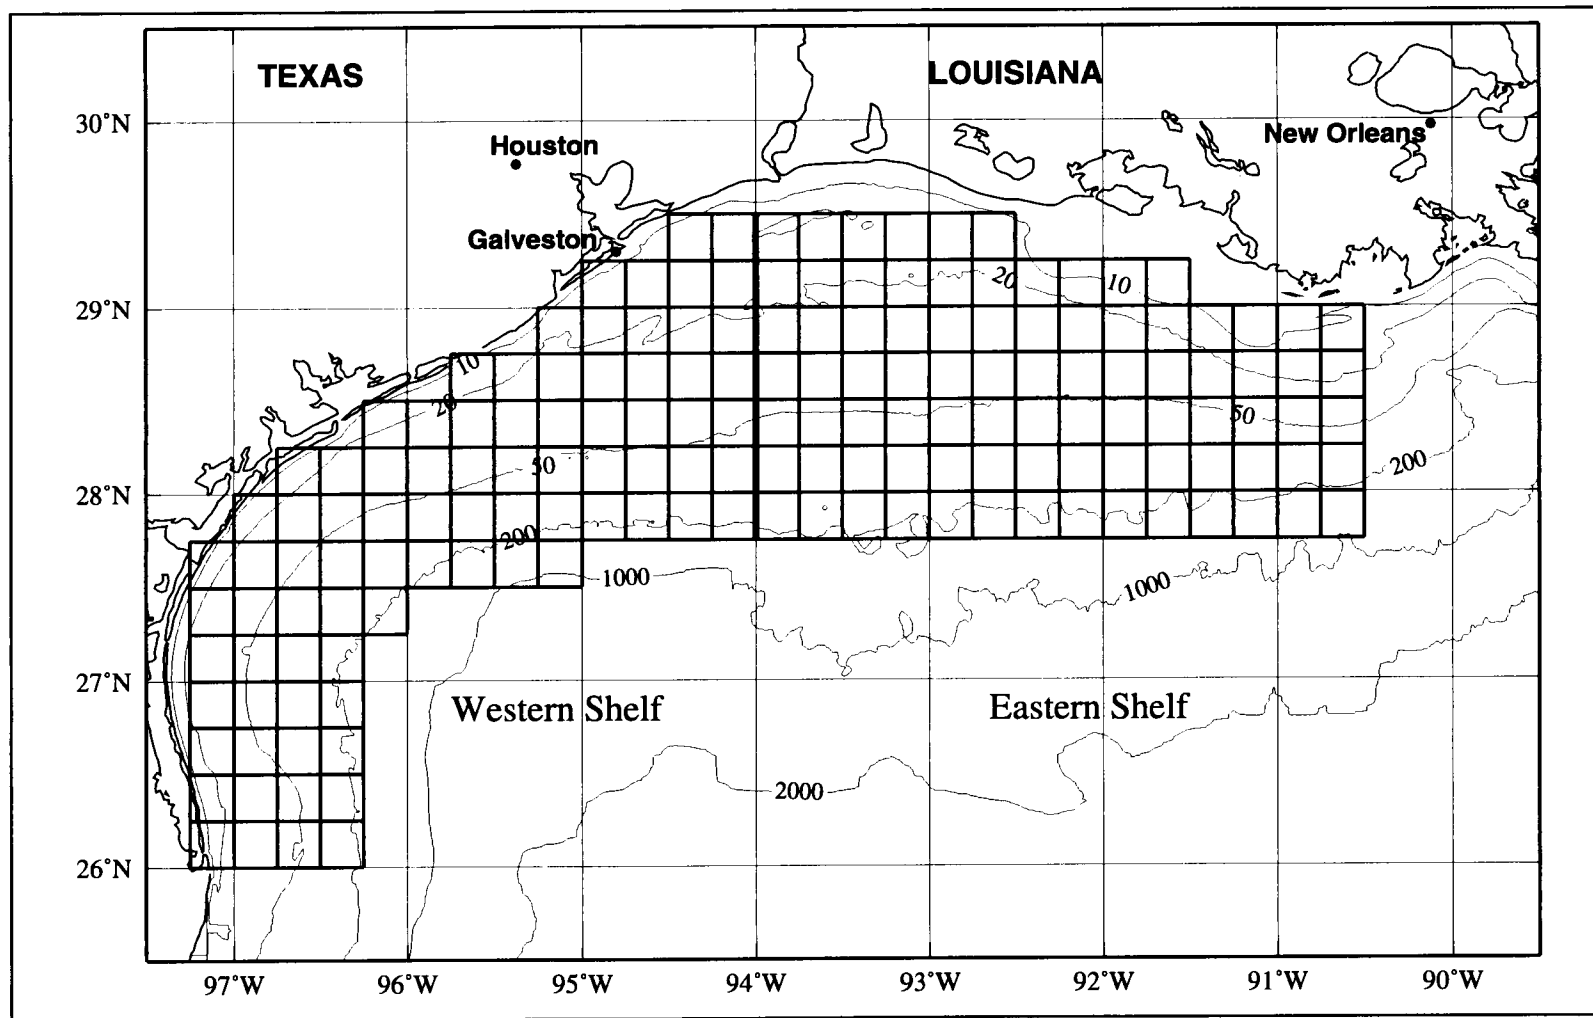 TEXAS
LOUISIANA
30°N
New Orleans
Houston
Galveston
20
10
29°N
10
20
50
50
200
28°N
200
1000
1000
27°N
Western Shelf
Eastern Shelf
2000
26°N
97°W
96°W
95°W
94°W
93°W
92°W
91°W
90°W